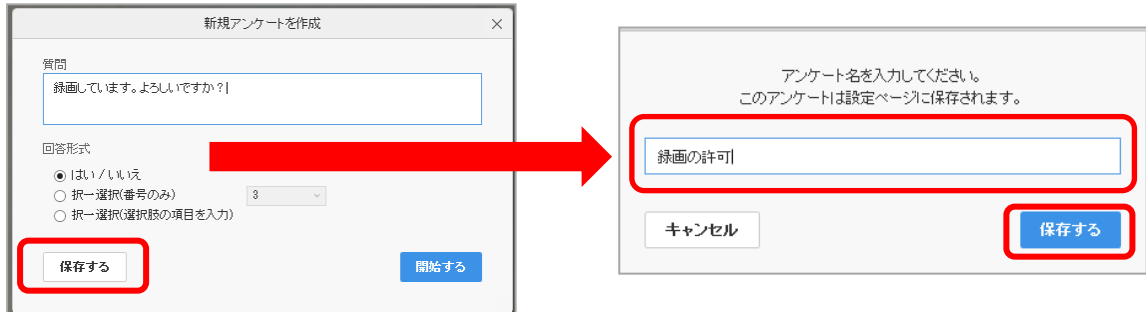 新規アンケートを作成
質問
録画しています。よろしいですか?
回答形式
はい / いいえ
択一選択(番号のみ)
3
択一選択(選択肢の項目を入力)
保存する
開始する
アンケート名を入力してください。
このアンケートは設定ページに保存されます。
録画の許可
キャンセル
保存する